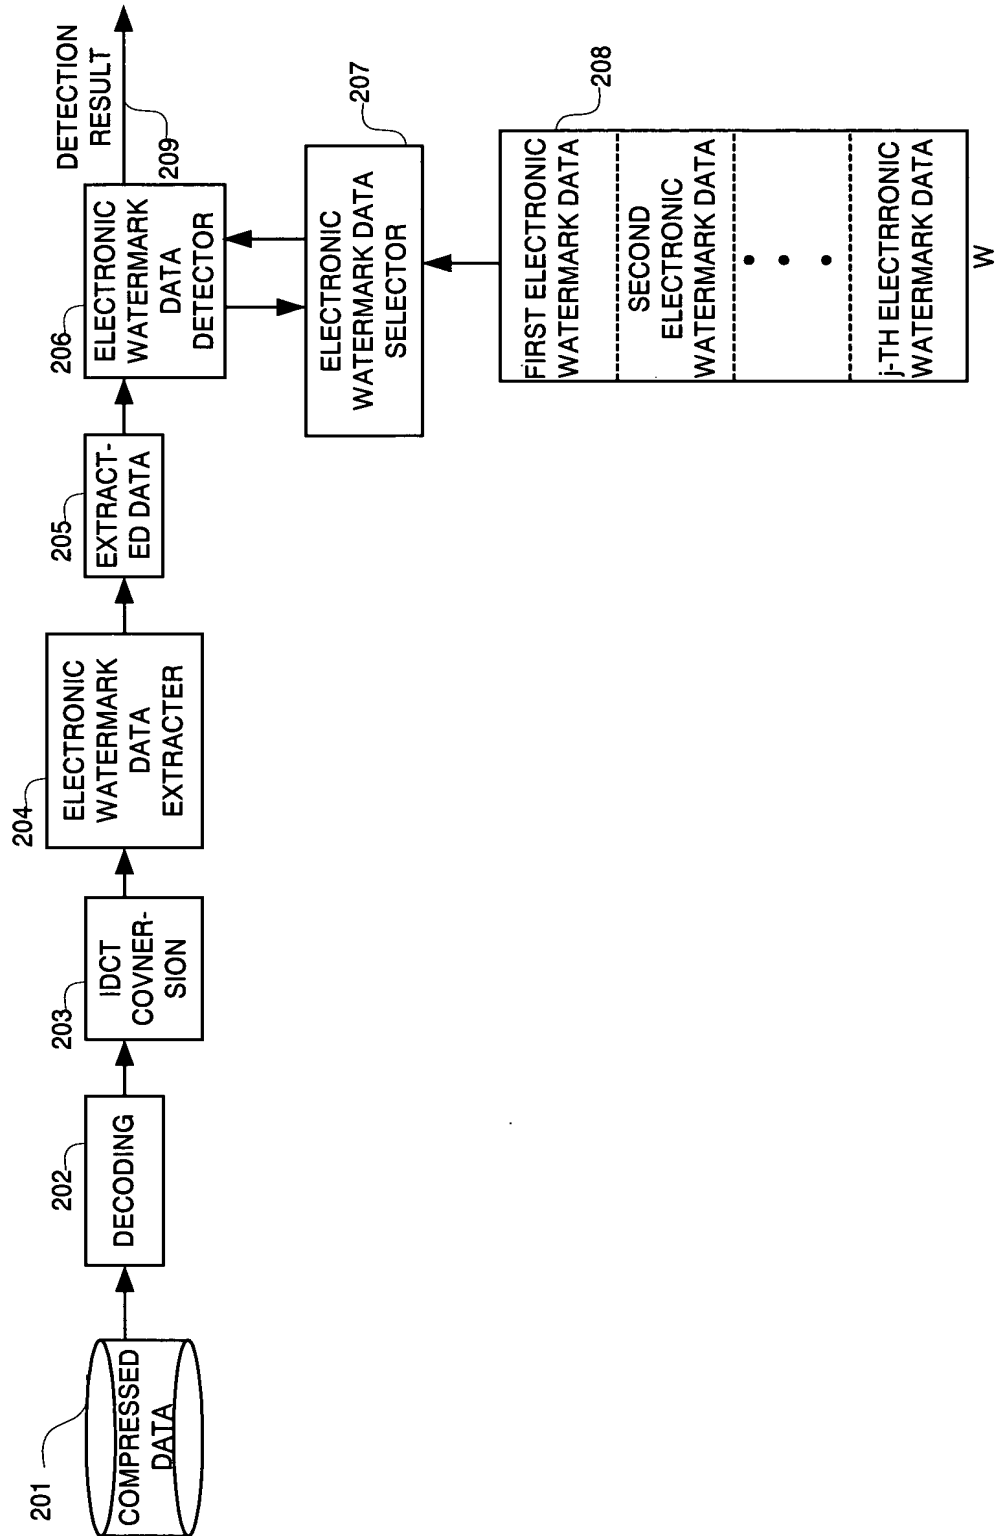 201
COMPRESSED
DATA
202
DECODING
203
IDCT
COVNER-
SION
204
ELECTRONIC
WATERMARK
DATA
EXTRACTER
205
EXTRACT-
ED DATA
206
ELECTRONIC
WATERMARK
DATA
DETECTOR
DETECTION
RESULT
209
207
ELECTRONIC
WATERMARK DATA
SELECTOR
208
FIRST ELECTRONIC
WATERMARK DATA
SECOND
ELECTRONIC
WATERMARK DATA
• • •
j-TH ELECTRRONIC
WATERMARK DATA
W